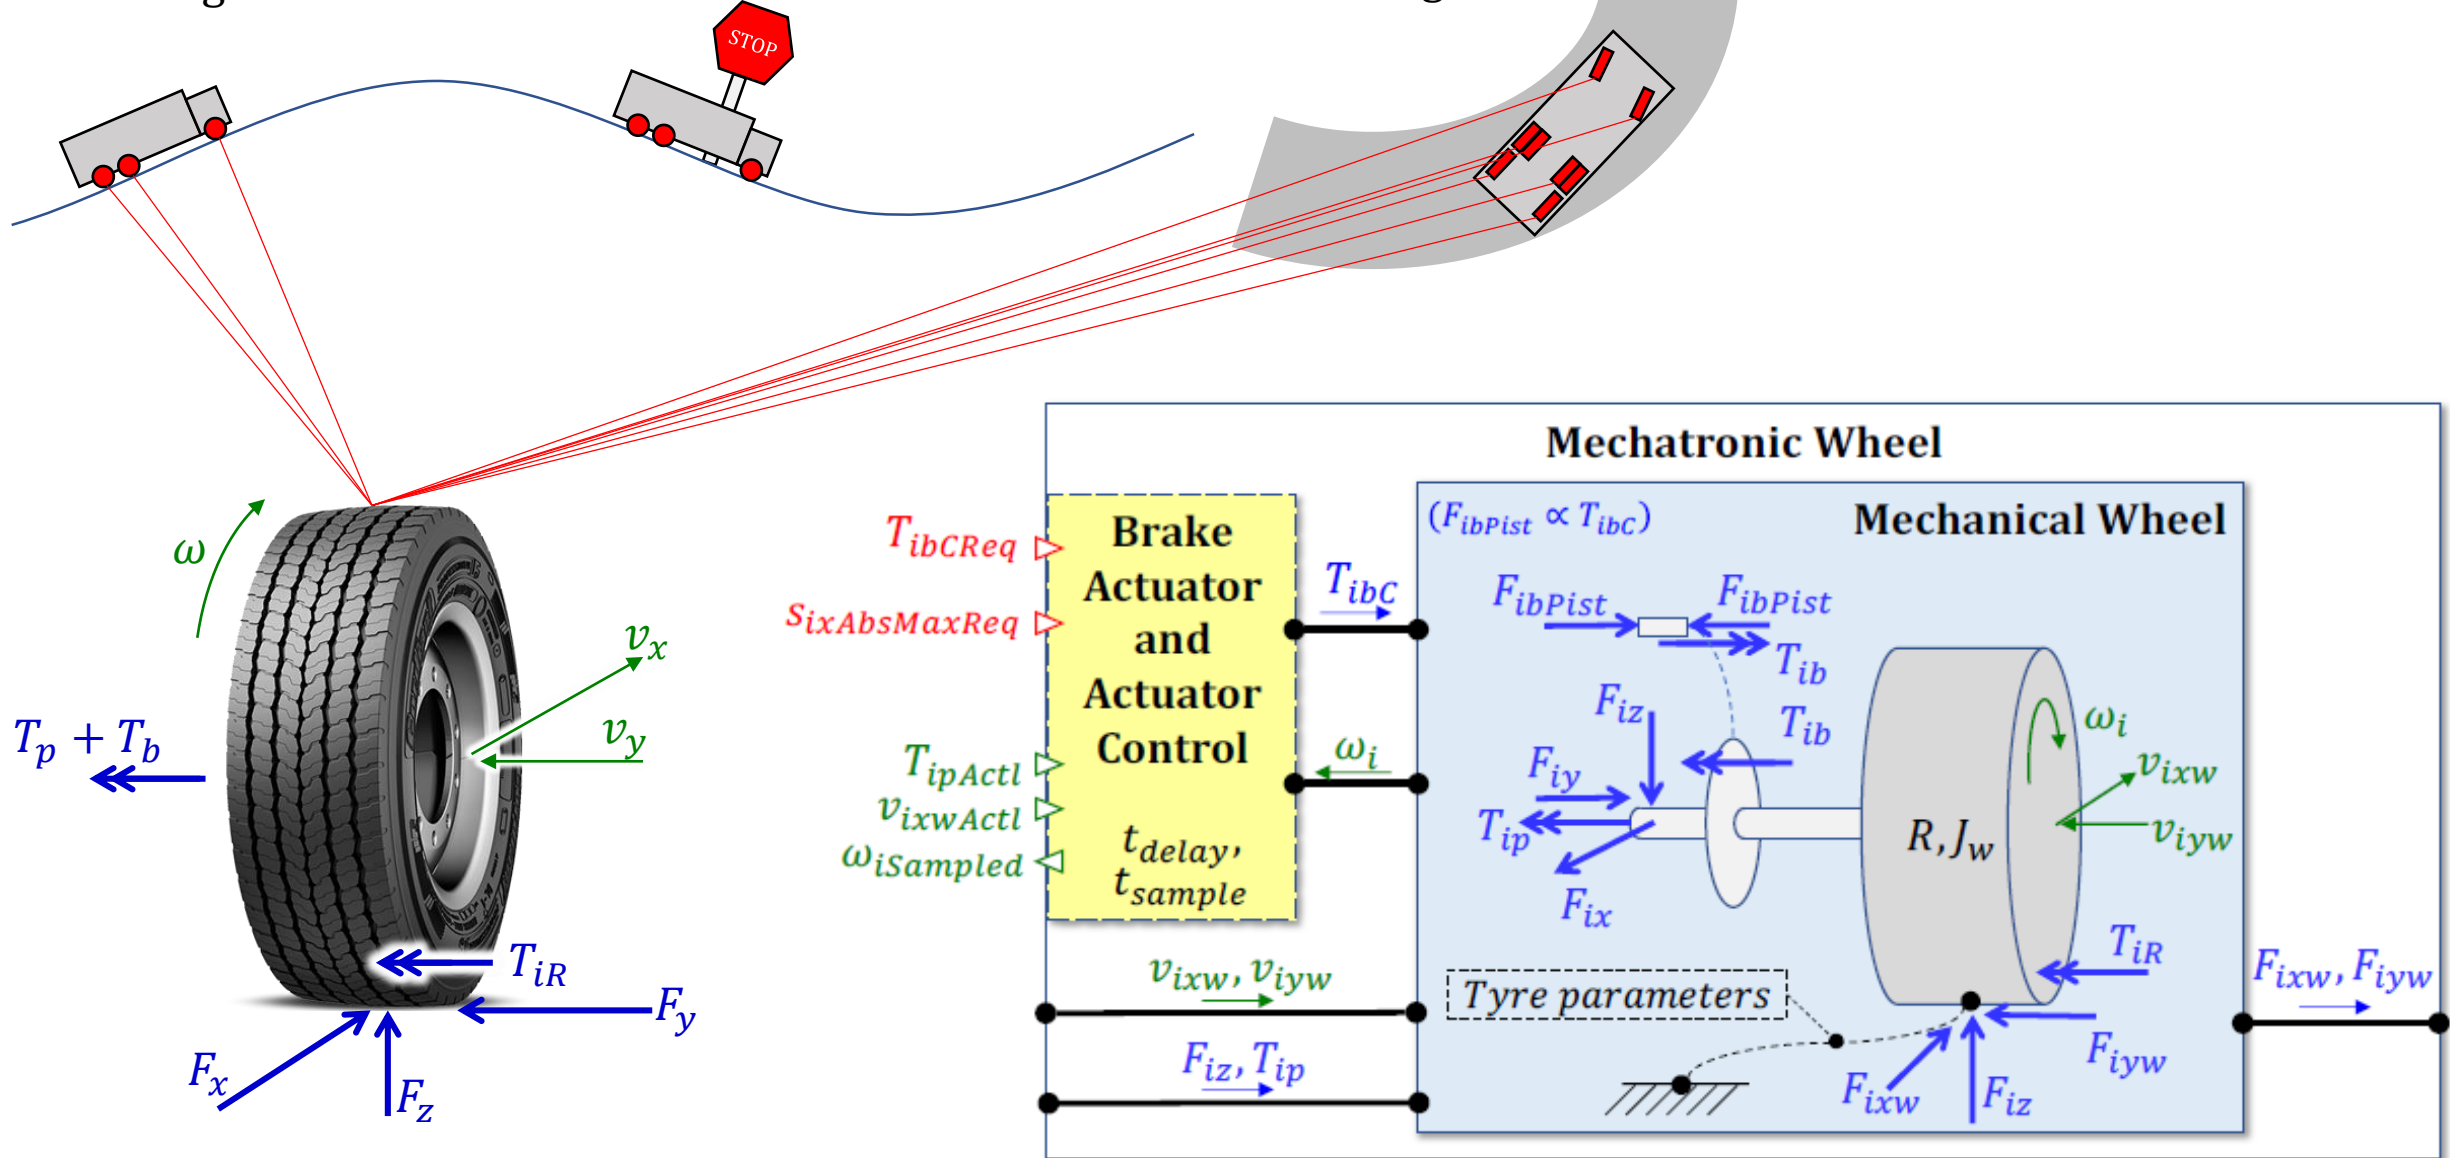 STOP
ω
v_x
v_y
T_p + T_b
T_iR
F_y
F_x
F_z
Mechatronic Wheel
T_ibCReq
s_ixAbsMaxReq
T_ipActl
v_ixwActl
ω_iSampled
Brake
Actuator
and
Actuator
Control
t_delay,
t_sample
T_ibC
ω_i
v_ixw, v_iyw
F_iz, T_ip
(F_ibPist ∝ T_ibC)
Mechanical Wheel
F_ibPist
F_ibPist
T_ib
F_iz
T_ib
F_iy
T_ip
F_ix
R, J_w
ω_i
v_ixw
v_iyw
T_iR
Tyre parameters
F_iyw
F_ixw
F_iz
F_ixw, F_iyw